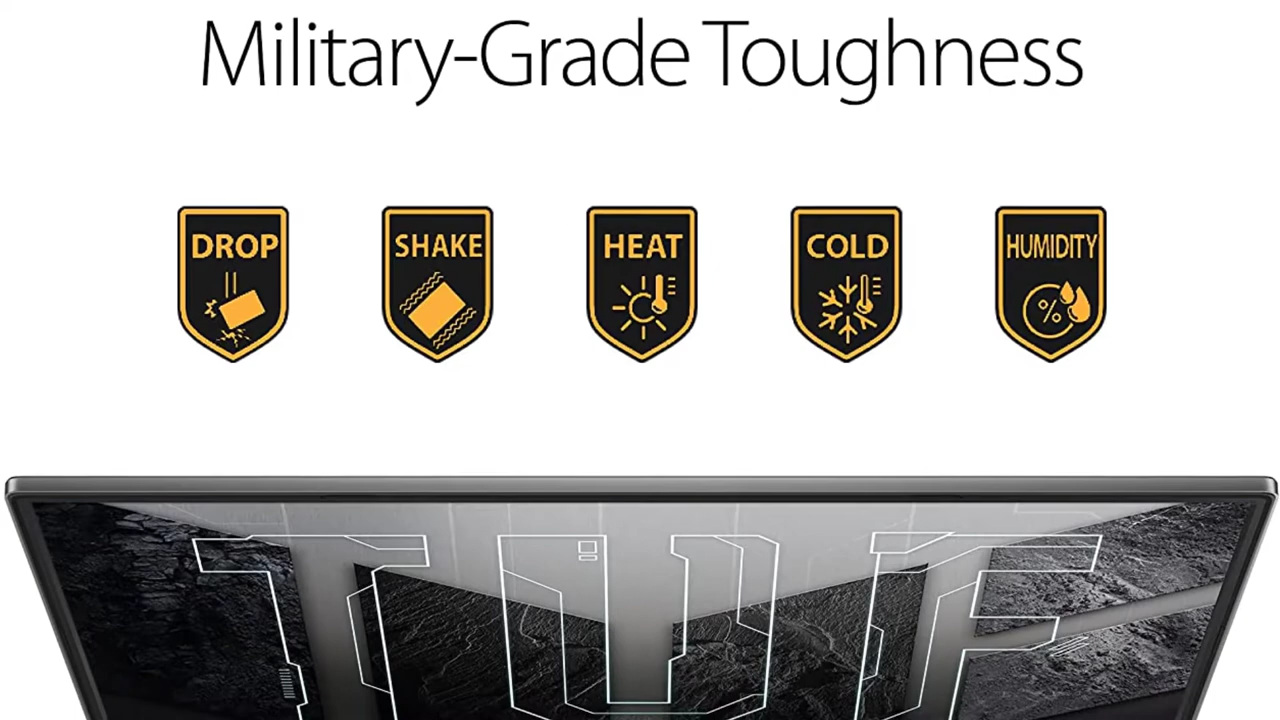 Military-Grade Toughness
DROP
SHAKE
HEAT
COLD
HUMIDITY
%
TUF